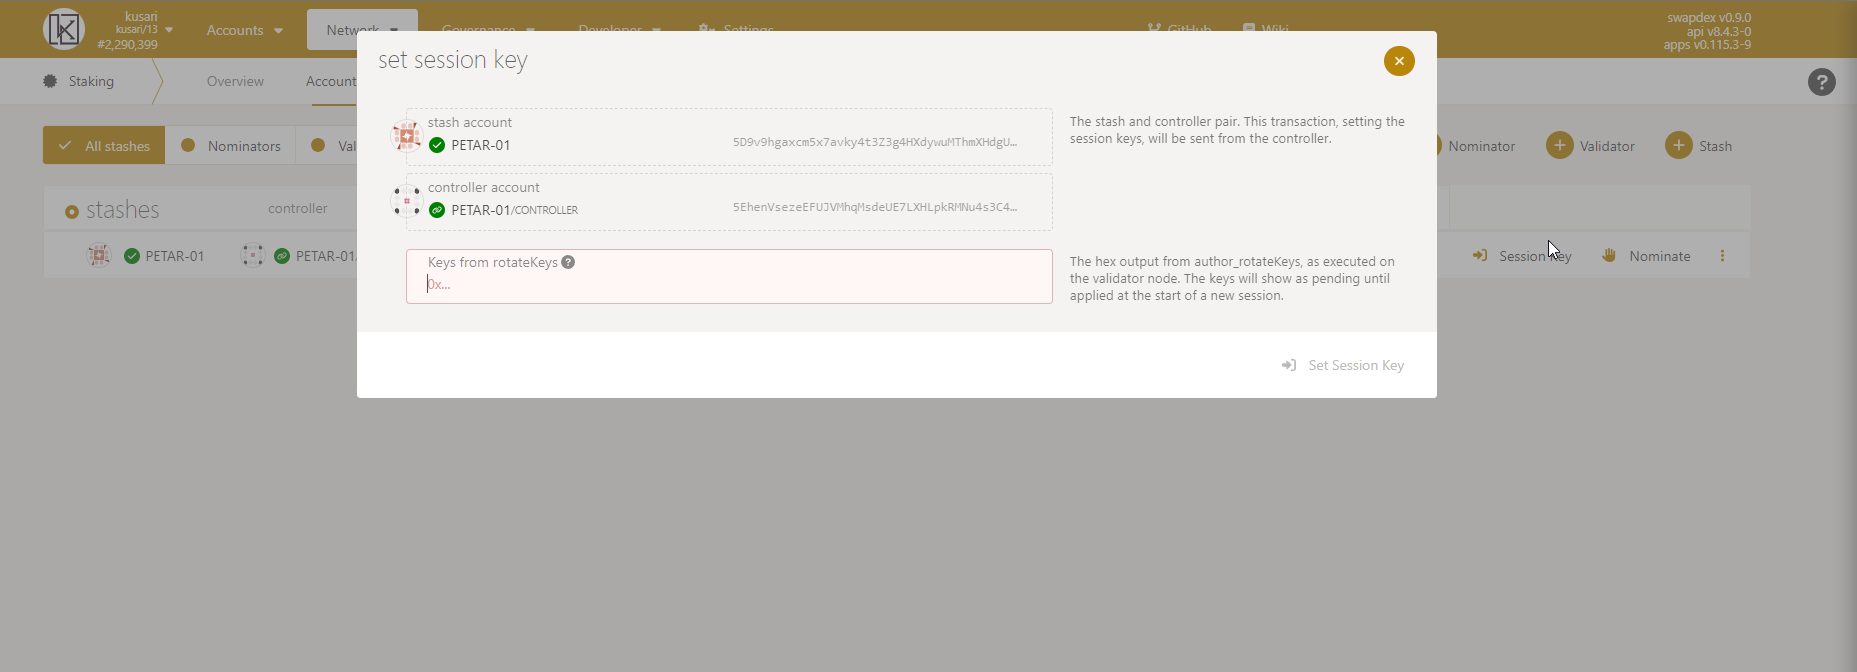 kusari
kusari/13
#2,290,399
Accounts
Network
Governance
Developer
Settings
GitHub
Wiki
swapdex v0.9.0
api v8.4.3-0
apps v0.115.3-9
Staking
Overview
Account
set session key
All stashes
Nominators
Val
Nominator
Validator
Stash
stash account
PETAR-01
5D9v9hgaxcm5x7avky4t3Z3g4HXdywuMThmXHdgU…
The stash and controller pair. This transaction, setting the
session keys, will be sent from the controller.
controller account
PETAR-01/CONTROLLER
5EhenVsezeEFUJVMhqMsdeUE7LXHLpkRMNu4s3C4…
stashes
controller
PETAR-01
PETAR-01/
Session Key
Nominate
Keys from rotateKeys
0x...
The hex output from author_rotateKeys, as executed on
the validator node. The keys will show as pending until
applied at the start of a new session.
Set Session Key